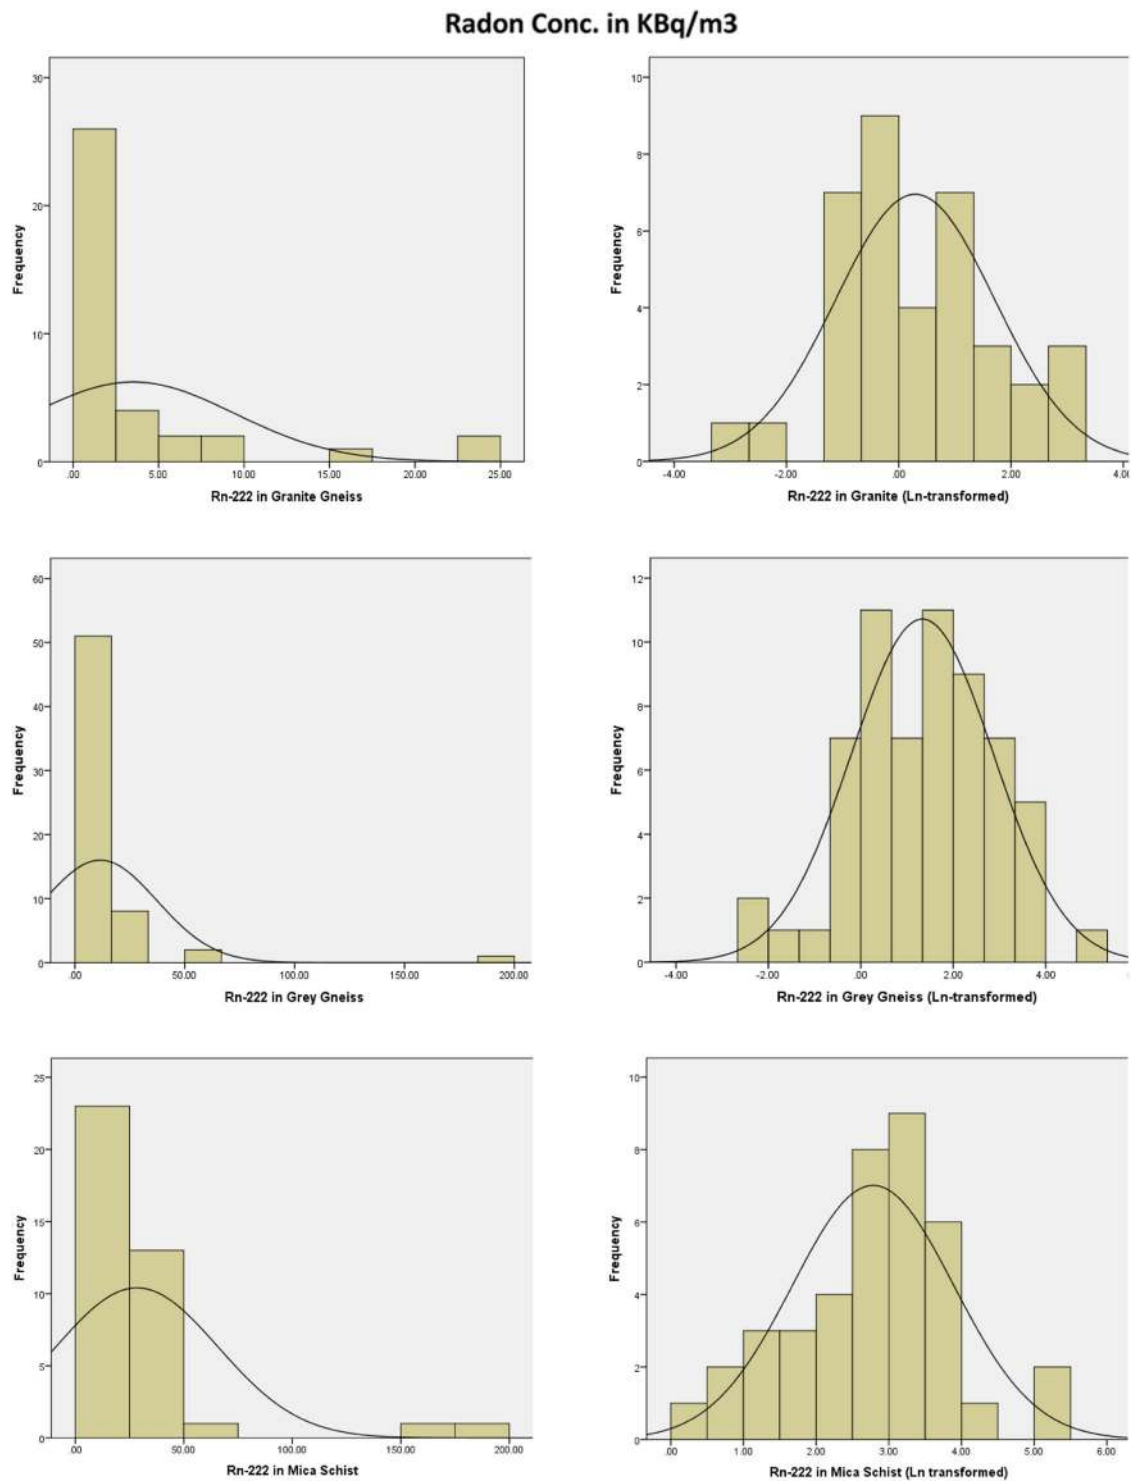 Radon Conc. in KBq/m3
30
20
10
0
Frequency
.00 5.00 10.00 15.00 20.00 25.00
Rn-222 in Granite Gneiss
10
8
6
4
2
0
Frequency
-4.00 -2.00 .00 2.00 4.00
Rn-222 in Granite (Ln-transformed)
60
50
40
30
20
10
0
Frequency
.00 50.00 100.00 150.00 200.00
Rn-222 in Grey Gneiss
12
10
8
6
4
2
0
Frequency
-4.00 -2.00 .00 2.00 4.00
Rn-222 in Grey Gneiss (Ln-transformed)
25
20
15
10
5
0
Frequency
.00 50.00 100.00 150.00 200.00
Rn-222 in Mica Schist
10
8
6
4
2
0
Frequency
.00 1.00 2.00 3.00 4.00 5.00 6.00
Rn-222 in Mica Schist (Ln transformed)